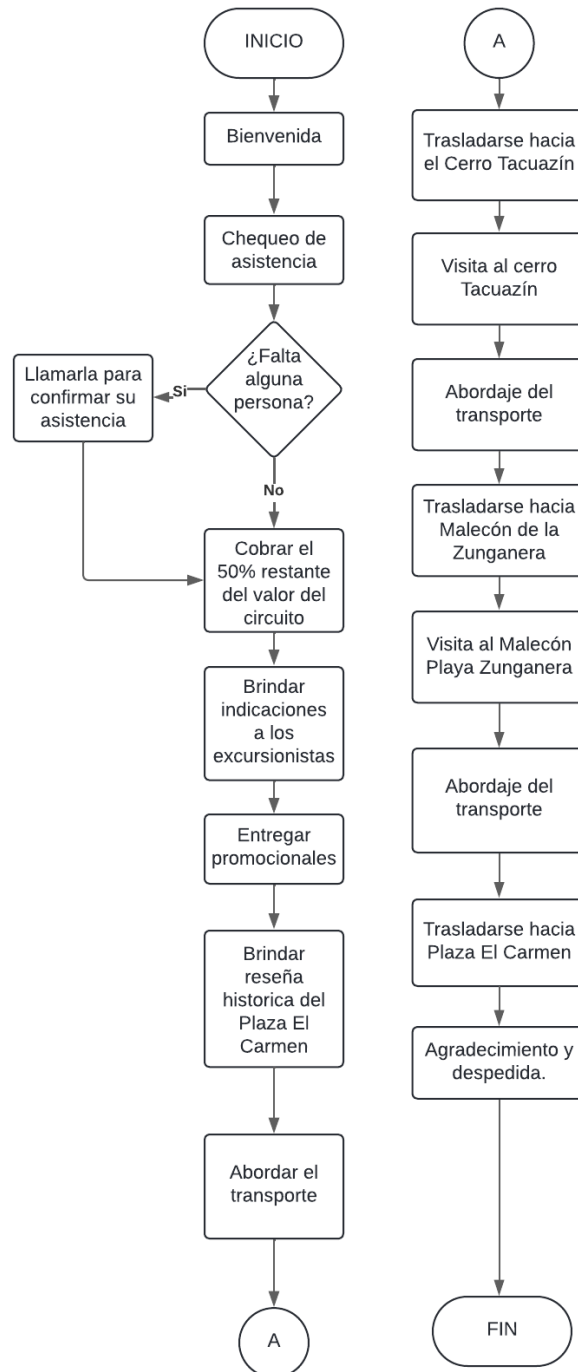 INICIO
Bienvenida
Chequeo de
asistencia
¿Falta
alguna
persona?
Si
Llamarla para
confirmar su
asistencia
No
Cobrar el
50% restante
del valor del
circuito
Brindar
indicaciones
a los
excursionistas
Entregar
promocionales
Brindar
reseña
historica del
Plaza El
Carmen
Abordar el
transporte
A
A
Trasladarse hacia
el Cerro Tacuazín
Visita al cerro
Tacuazín
Abordaje del
transporte
Trasladarse hacia
Malecón de la
Zunganera
Visita al Malecón
Playa Zunganera
Abordaje del
transporte
Trasladarse hacia
Plaza El Carmen
Agradecimiento y
despedida.
FIN